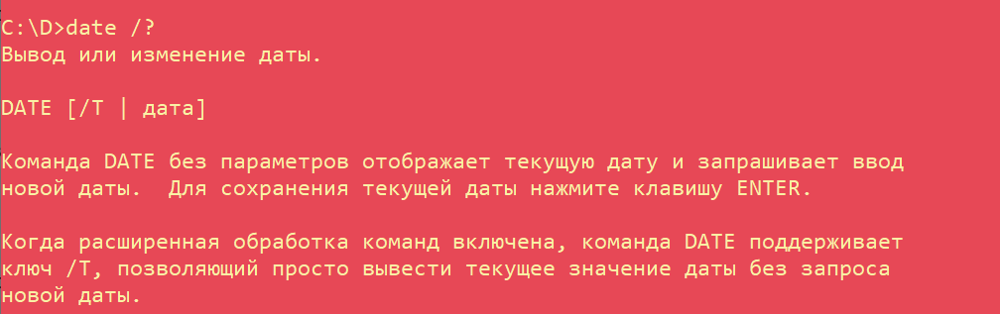 C:\D>date /?
Вывод или изменение даты.
DATE [/T | дата]
Команда DATE без параметров отображает текущую дату и запрашивает ввод
новой даты.  Для сохранения текущей даты нажмите клавишу ENTER.
Когда расширенная обработка команд включена, команда DATE поддерживает
ключ /T, позволяющий просто вывести текущее значение даты без запроса
новой даты.